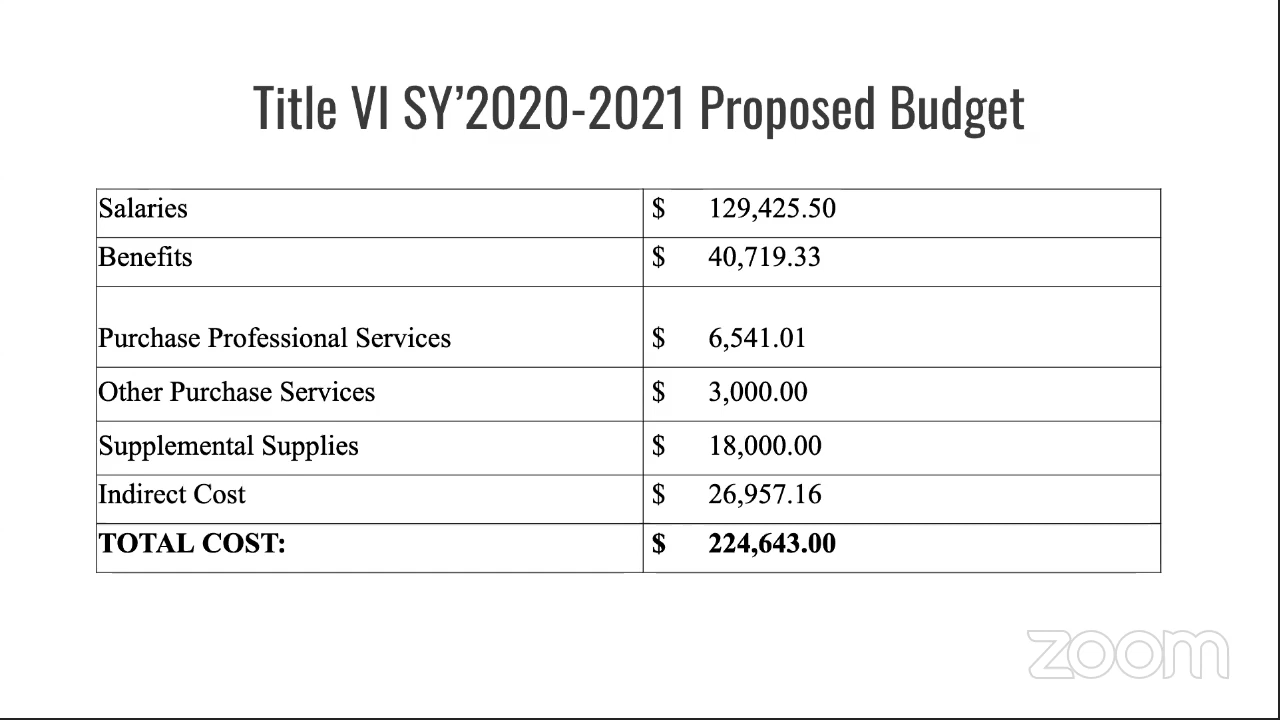 Title VI SY’2020-2021 Proposed Budget
Salaries $ 129,425.50
Benefits $ 40,719.33
Purchase Professional Services $ 6,541.01
Other Purchase Services $ 3,000.00
Supplemental Supplies $ 18,000.00
Indirect Cost $ 26,957.16
TOTAL COST: $ 224,643.00
zoom